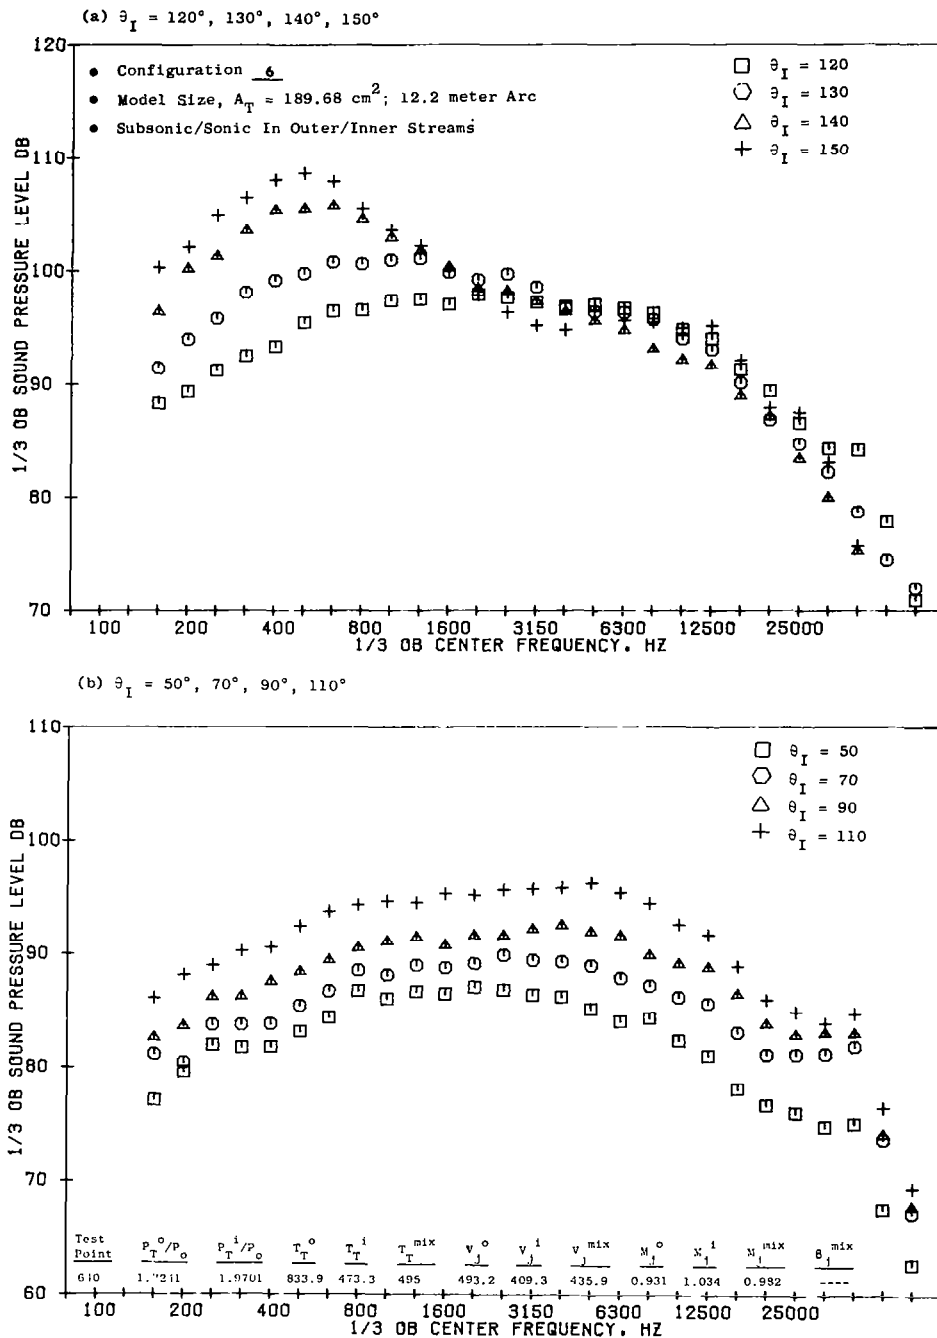 (a) θI = 120°, 130°, 140°, 150°
120
110
100
90
80
70
1/3 OB SOUND PRESSURE LEVEL DB
• Configuration 6
• Model Size, AT = 189.68 cm²; 12.2 meter Arc
• Subsonic/Sonic In Outer/Inner Streams
θI = 120
θI = 130
θI = 140
θI = 150
100 200 400 800 1600 3150 6300 12500 25000
1/3 OB CENTER FREQUENCY, HZ
(b) θI = 50°, 70°, 90°, 110°
110
100
90
80
70
60
1/3 OB SOUND PRESSURE LEVEL DB
θI = 50
θI = 70
θI = 90
θI = 110
Test Point PT°/Po PTi/Po TT° TTi TTmix Vj° Vji Vjmix Mj° Mji Mjmix
1.9701 833.9 473.3 495 493.2 409.3 435.9 0.931 1.034 0.982 ----
100 200 400 800 1600 3150 6300 12500 25000
1/3 OB CENTER FREQUENCY, HZ